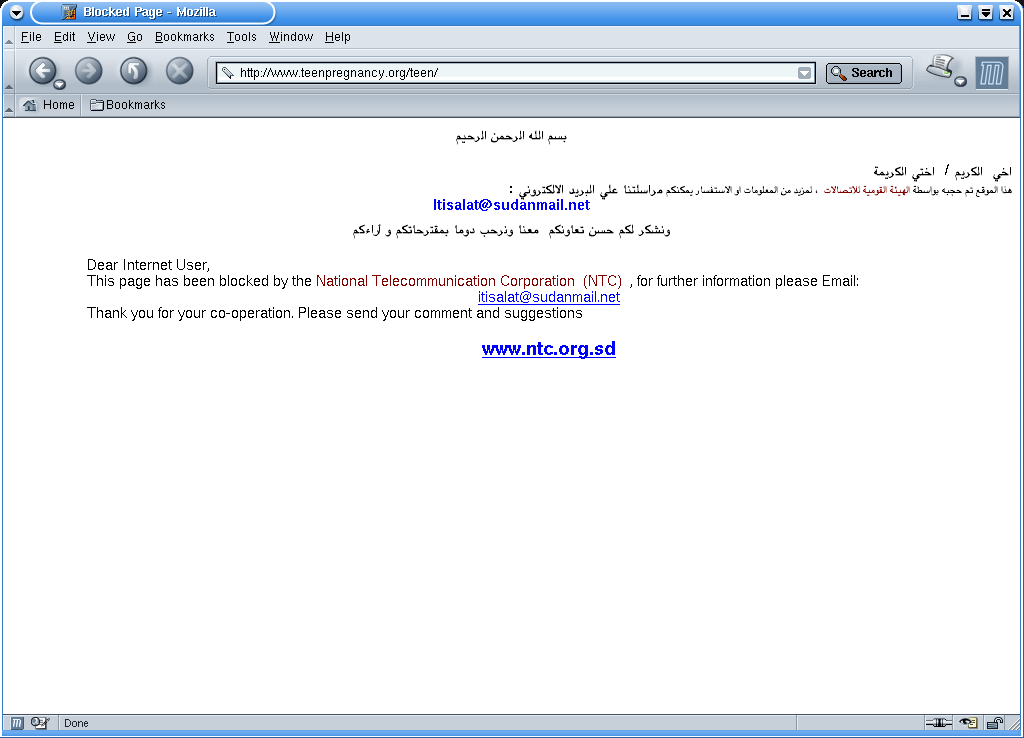 Blocked Page - Mozilla
File Edit View Go Bookmarks Tools Window Help
http://www.teenpregnancy.org/teen/ Search
Home Bookmarks
بسم الله الرحمن الرحيم
اخي الكريم / اختي الكريمة
هذا الموقع تم حجبه بواسطة الهيئة القومية للاتصالات ، لمزيد من المعلومات او الاستفسار يمكنكم مراسلتنا علي البريد الالكتروني :
Itisalat@sudanmail.net
ونشكر لكم حسن تعاونكم معنا ونرحب دوما بمقترحاتكم و أراءكم
Dear Internet User,
This page has been blocked by the National Telecommunication Corporation (NTC) , for further information please Email:
itisalat@sudanmail.net
Thank you for your co-operation. Please send your comment and suggestions
www.ntc.org.sd
Done